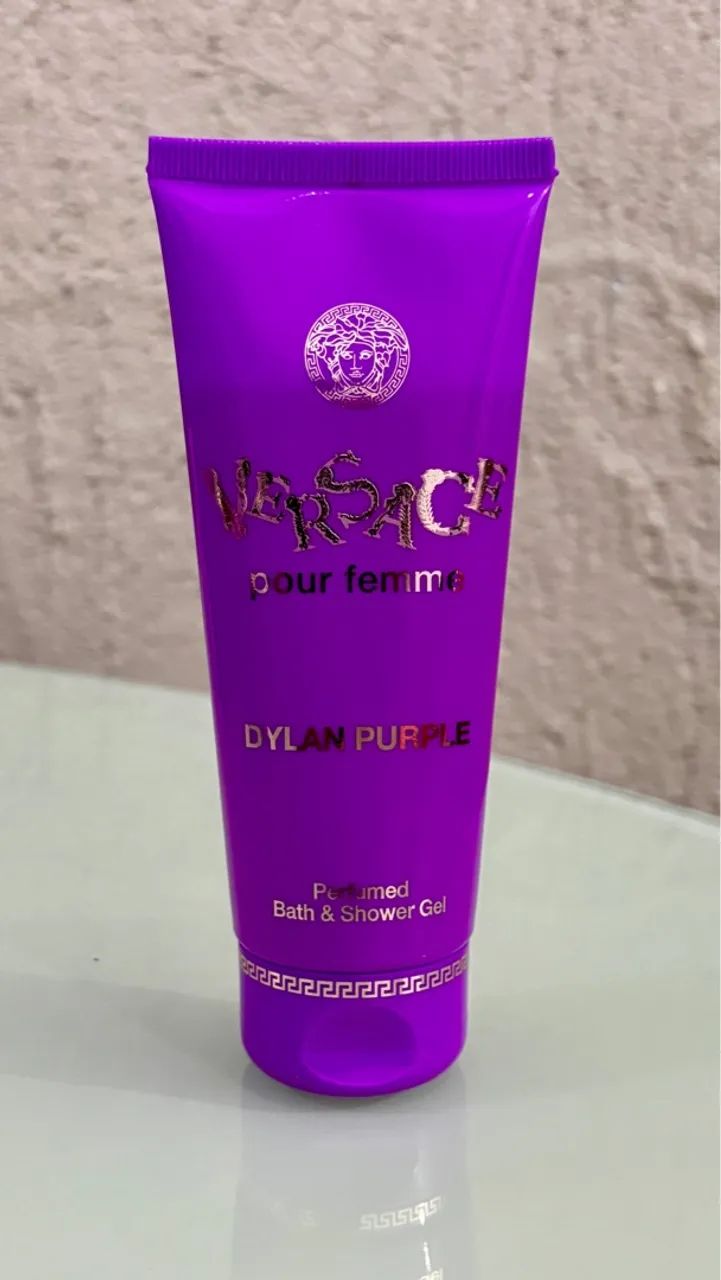 VERSACE
pour femme
DYLAN PURPLE
Perfumed
Bath & Shower Gel